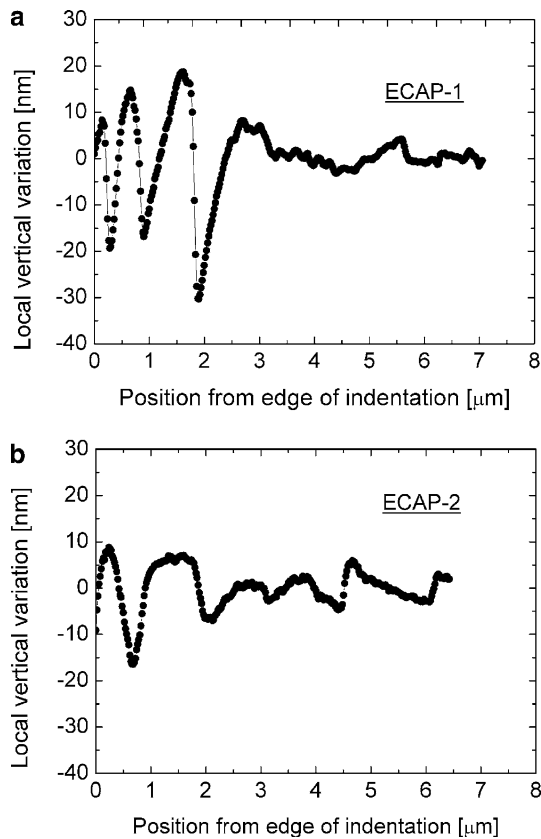 a
Local vertical variation [nm]
30
20
10
0
-10
-20
-30
-40
ECAP-1
0 1 2 3 4 5 6 7 8
Position from edge of indentation [μm]
b
Local vertical variation [nm]
30
20
10
0
-10
-20
-30
-40
ECAP-2
0 1 2 3 4 5 6 7 8
Position from edge of indentation [μm]